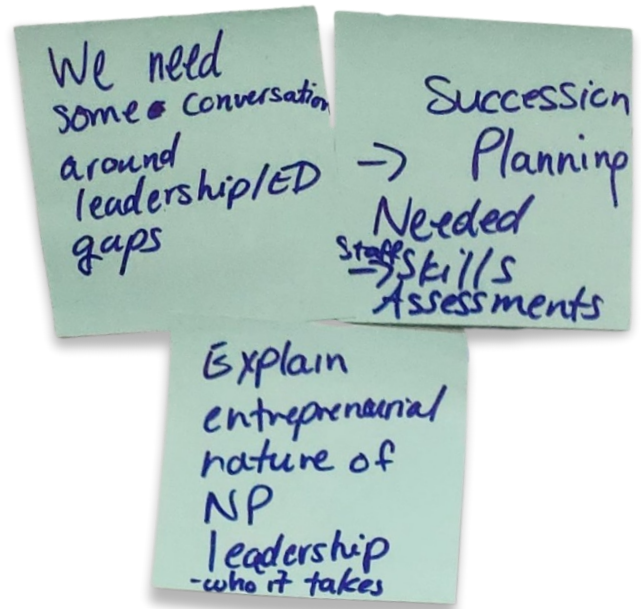 We need
some conversation
around
leadership/ED
gaps
Succession
-> Planning
Needed
Staff
-> Skills
Assessments
Explain
entreprenurial
nature of
NP
leadership
- who it takes